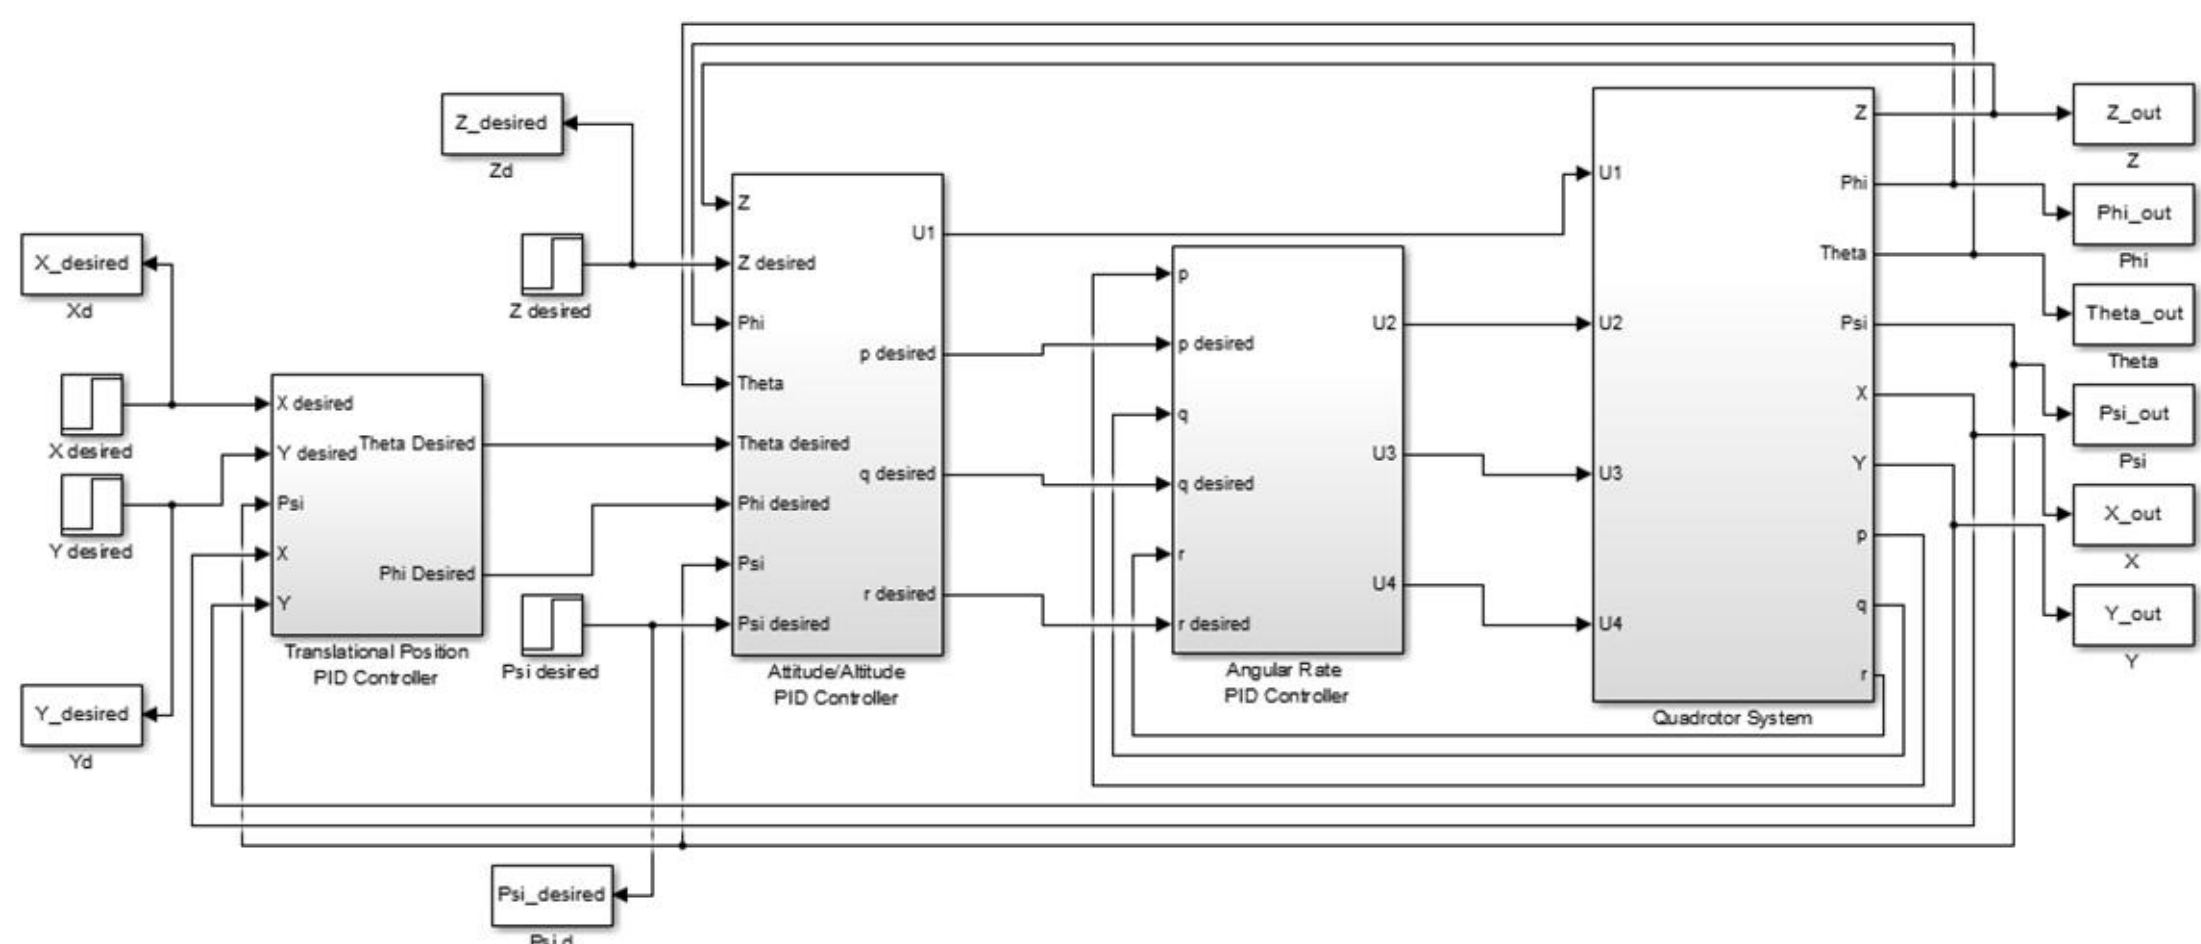 Z_desired
Zd
X_desired
Xd
Z desired
X desired
Y desired
Y_desired
Yd
X desired
Y desired
Psi
X
Y
Theta Desired
Phi Desired
Translational Position
PID Controller
Psi desired
Psi_desired
Psi d
Z
Z desired
Phi
Theta
Theta desired
Phi desired
Psi
Psi desired
U1
p desired
q desired
r desired
Attitude/Altitude
PID Controller
p
p desired
q
q desired
r
r desired
U2
U3
U4
Angular Rate
PID Controller
U1
U2
U3
U4
Z
Phi
Theta
Psi
X
Y
p
q
r
Quadrotor System
Z_out
Z
Phi_out
Phi
Theta_out
Theta
Psi_out
Psi
X_out
X
Y_out
Y